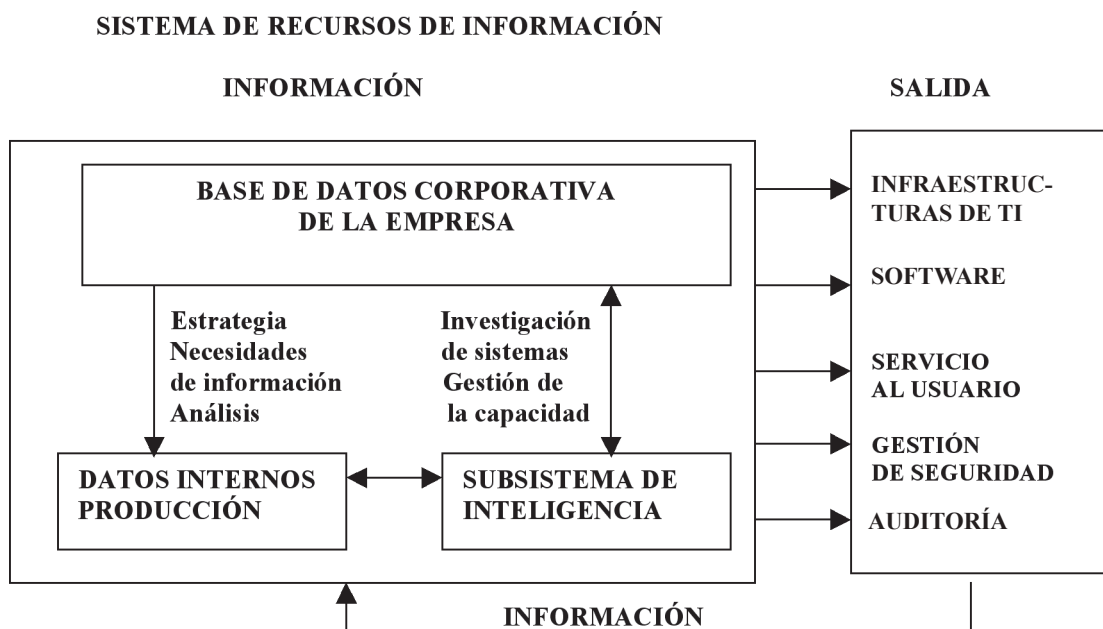 SISTEMA DE RECURSOS DE INFORMACIÓN
INFORMACIÓN
SALIDA
BASE DE DATOS CORPORATIVA
DE LA EMPRESA
Estrategia
Necesidades
de información
Análisis
Investigación
de sistemas
Gestión de
la capacidad
DATOS INTERNOS
PRODUCCIÓN
SUBSISTEMA DE
INTELIGENCIA
INFRAESTRUC-
TURAS DE TI
SOFTWARE
SERVICIO
AL USUARIO
GESTIÓN
DE SEGURIDAD
AUDITORÍA
INFORMACIÓN